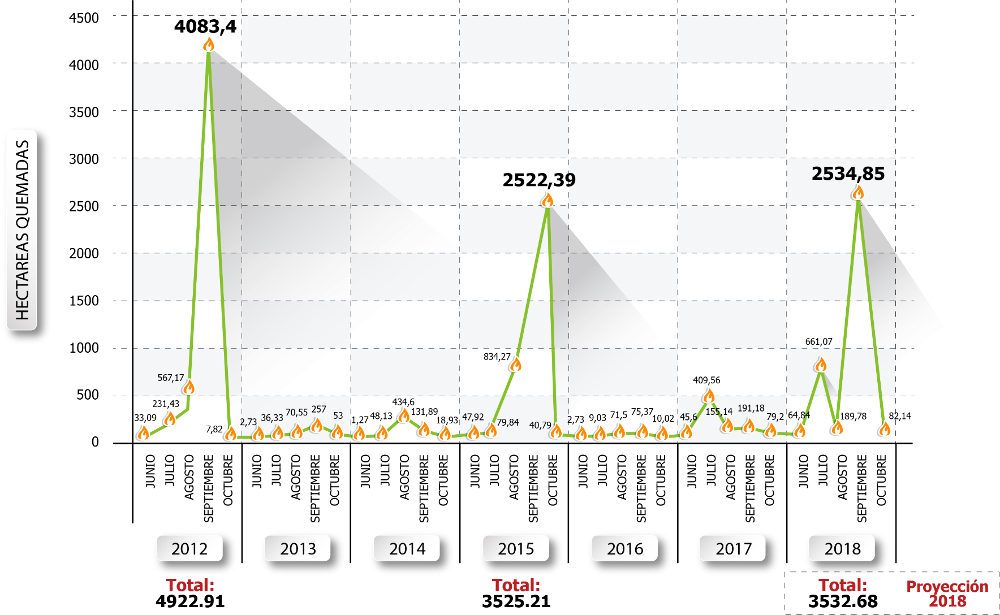 HECTAREAS QUEMADAS
4500
4000
3500
3000
2500
2000
1500
1000
500
0
4083,4
2522,39
2534,85
33,09
231,43
567,17
7,82
2,73
36,33
70,55
257
53
1,27
48,13
434,6
131,89
18,93
47,92
79,84
834,27
40,79
2,73
9,03
71,5
75,37
10,02
45,6
409,56
155,14
191,18
79,2
64,84
661,07
189,78
82,14
JUNIO
JULIO
AGOSTO
SEPTIEMBRE
OCTUBRE
JUNIO
JULIO
AGOSTO
SEPTIEMBRE
OCTUBRE
JUNIO
JULIO
AGOSTO
SEPTIEMBRE
OCTUBRE
JUNIO
JULIO
AGOSTO
SEPTIEMBRE
OCTUBRE
JUNIO
JULIO
AGOSTO
SEPTIEMBRE
OCTUBRE
JUNIO
JULIO
AGOSTO
SEPTIEMBRE
OCTUBRE
JUNIO
JULIO
AGOSTO
SEPTIEMBRE
OCTUBRE
2012
2013
2014
2015
2016
2017
2018
Total:
4922.91
Total:
3525.21
Total:
3532.68
Proyección
2018